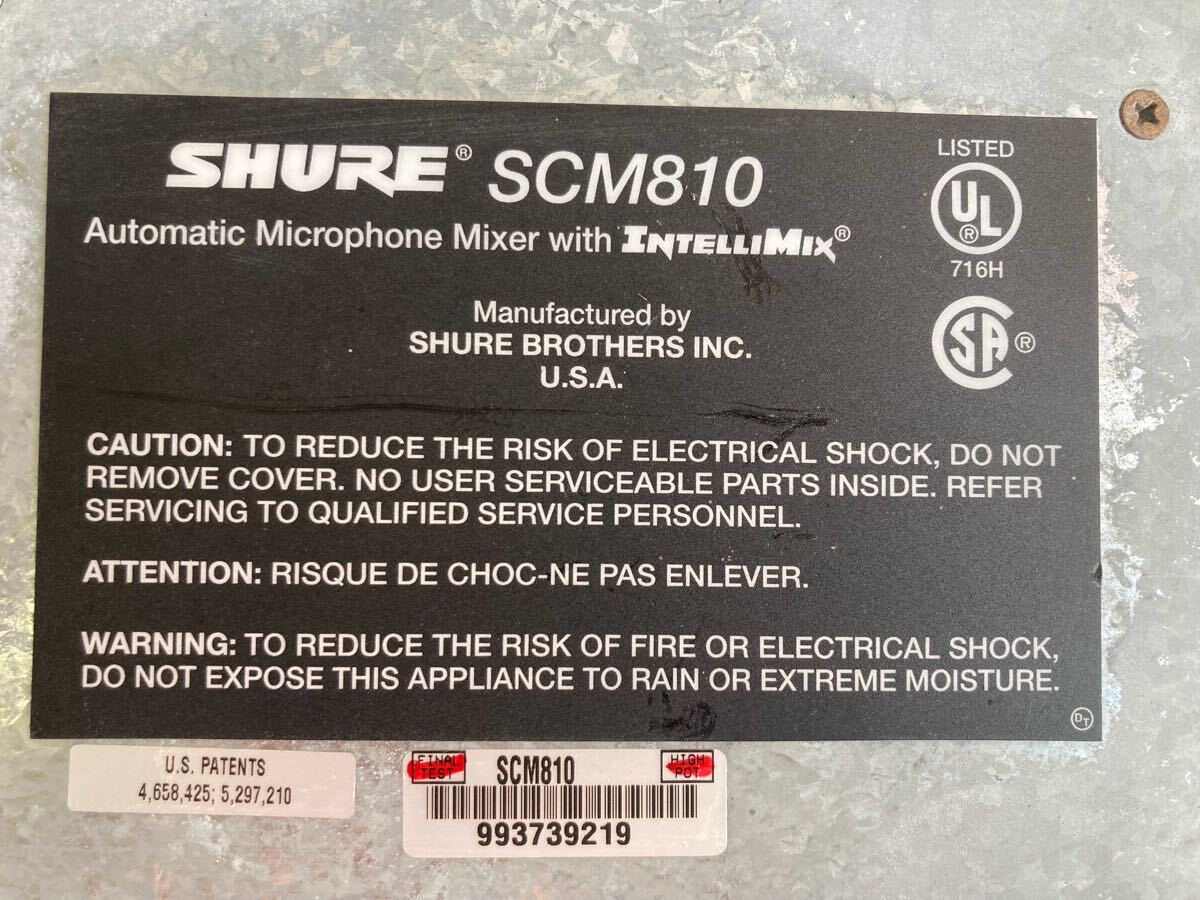 SHURE® SCM810
Automatic Microphone Mixer with INTELLIMIX®
Manufactured by
SHURE BROTHERS INC.
U.S.A.
LISTED
UL®
716H
CSA®
CAUTION: TO REDUCE THE RISK OF ELECTRICAL SHOCK, DO NOT
REMOVE COVER. NO USER SERVICEABLE PARTS INSIDE. REFER
SERVICING TO QUALIFIED SERVICE PERSONNEL.
ATTENTION: RISQUE DE CHOC-NE PAS ENLEVER.
WARNING: TO REDUCE THE RISK OF FIRE OR ELECTRICAL SHOCK,
DO NOT EXPOSE THIS APPLIANCE TO RAIN OR EXTREME MOISTURE.
DT
U.S. PATENTS
4,658,425; 5,297,210
FINAL
TEST
SCM810
HIGH
POT
993739219